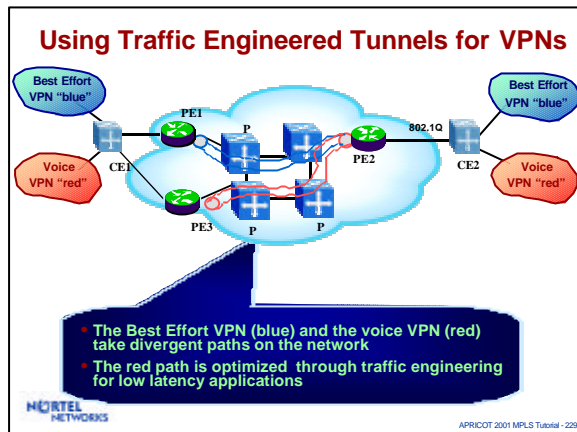 Using Traffic Engineered Tunnels for VPNs
Best Effort
VPN "blue"
Voice
VPN "red"
CE1
PE1
P
PE3
P
P
PE2
802.1Q
CE2
Best Effort
VPN "blue"
Voice
VPN "red"
• The Best Effort VPN (blue) and the voice VPN (red)
take divergent paths on the network
• The red path is optimized through traffic engineering
for low latency applications
NORTEL
NETWORKS
APRICOT 2001 MPLS Tutorial - 229